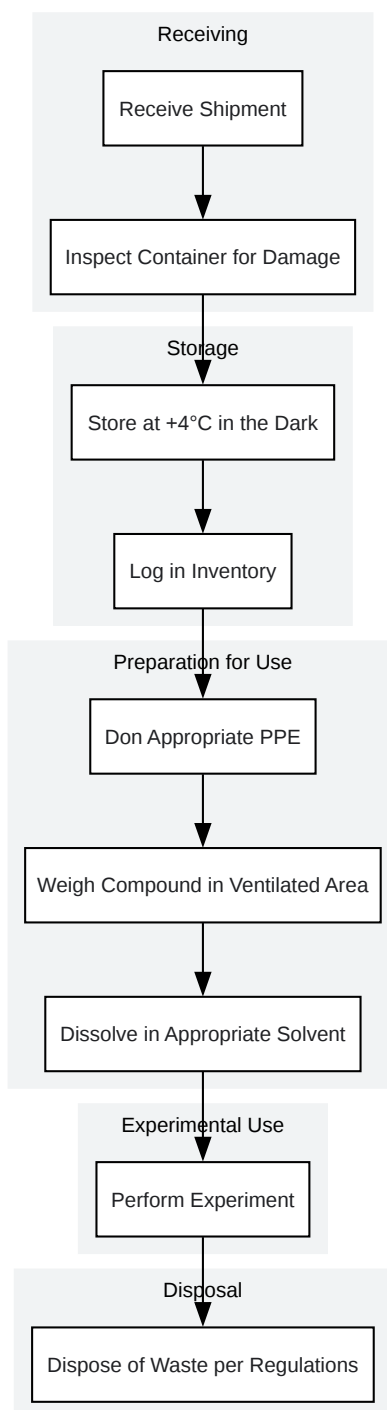 Receiving
Receive Shipment
Inspect Container for Damage
Storage
Store at +4°C in the Dark
Log in Inventory
Preparation for Use
Don Appropriate PPE
Weigh Compound in Ventilated Area
Dissolve in Appropriate Solvent
Experimental Use
Perform Experiment
Disposal
Dispose of Waste per Regulations